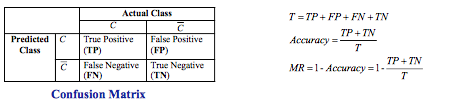 Actual Class
C C̅
Predicted Class C True Positive (TP) False Positive (FP)
C̅ False Negative (FN) True Negative (TN)
Confusion Matrix
T = TP + FP + FN + TN
Accuracy = (TP + TN) / T
MR = 1 - Accuracy = 1 - (TP + TN) / T